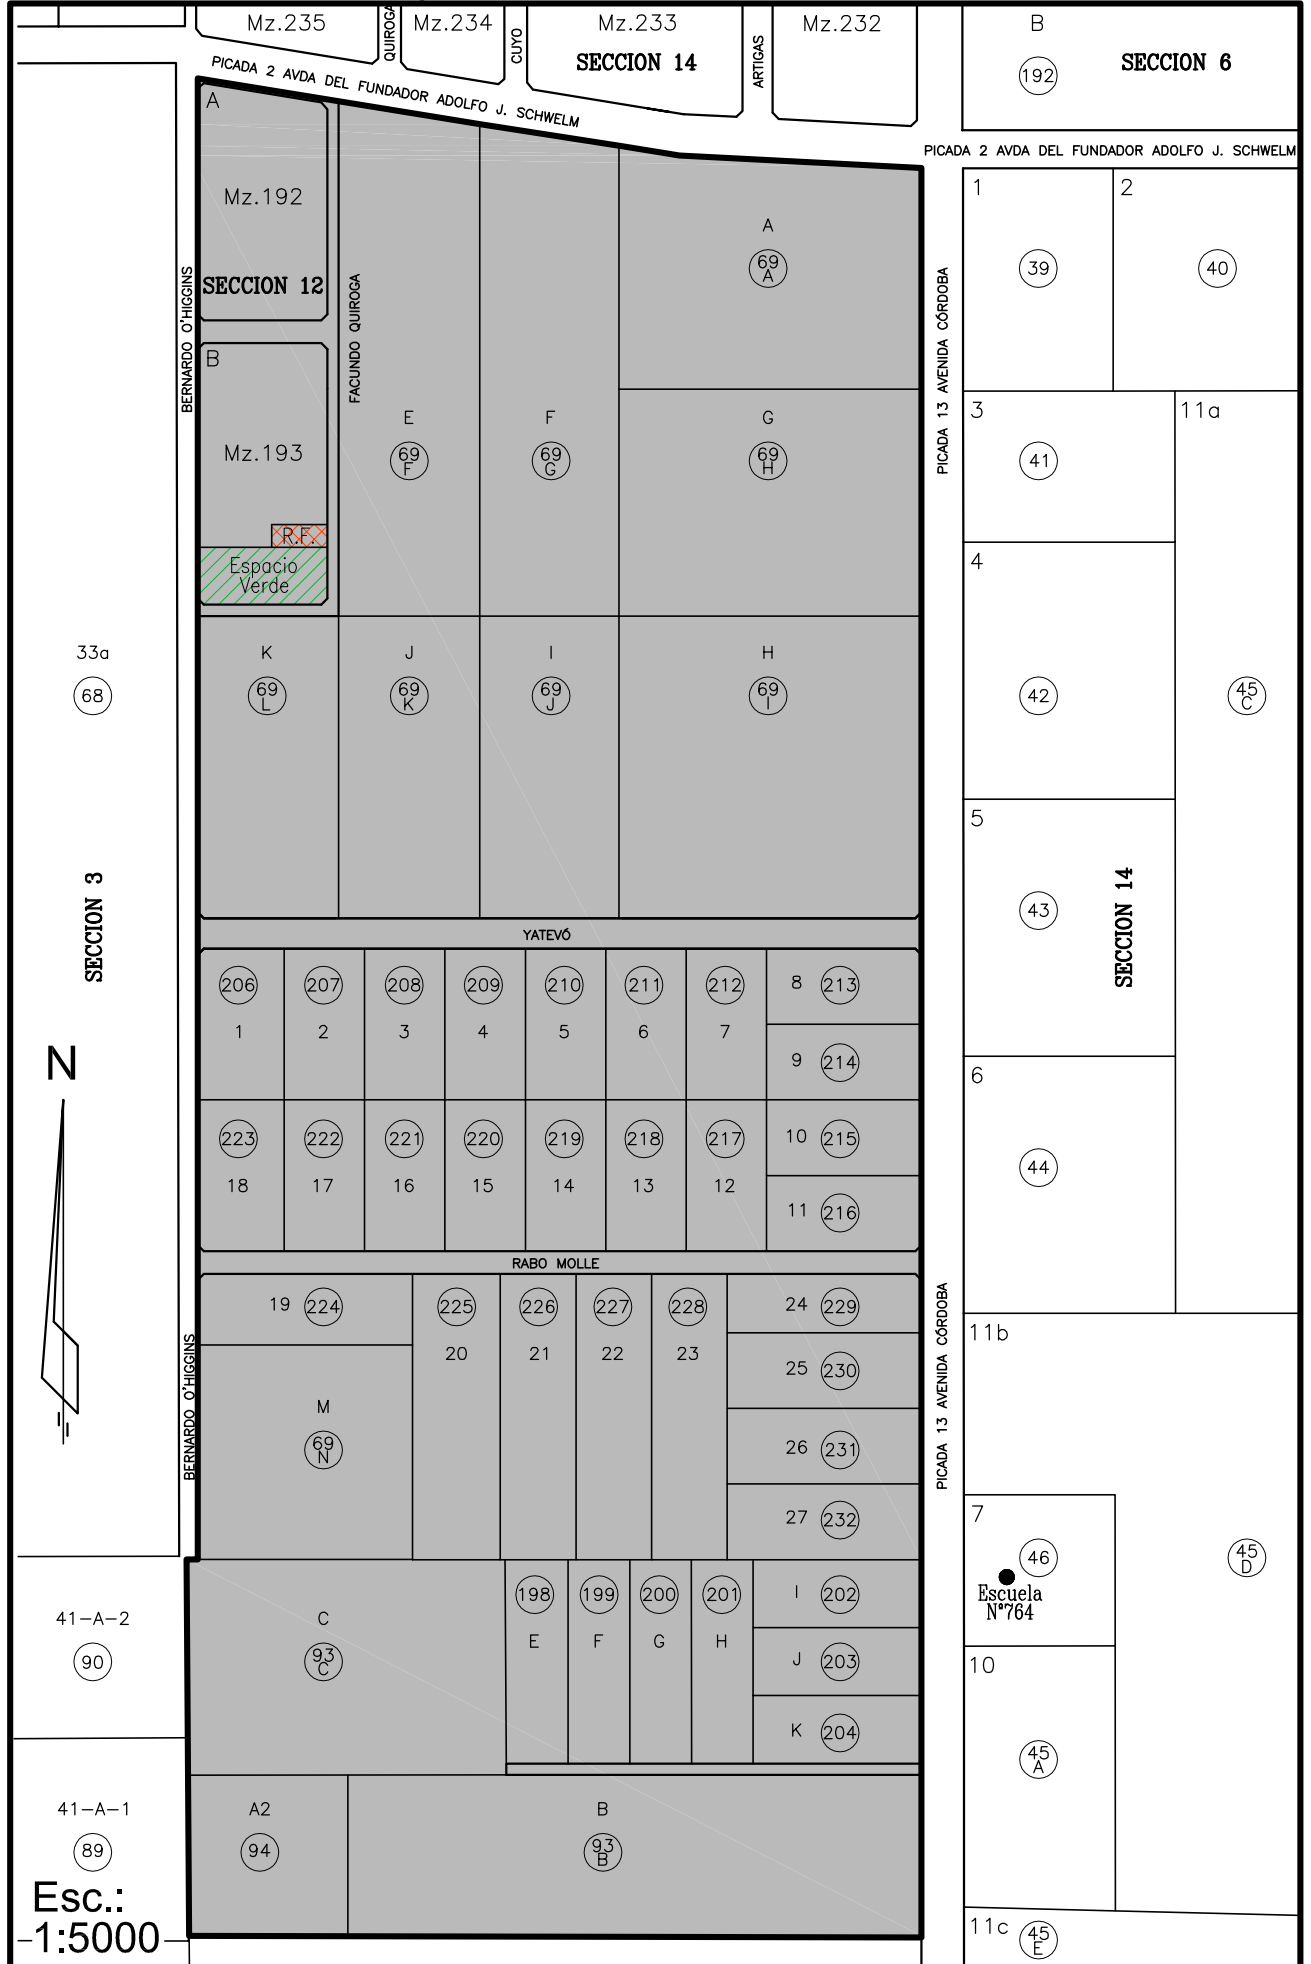 Mz.235
QUIROGA
Mz.234
CUYO
Mz.233
SECCION 14
ARTIGAS
Mz.232
B
192
SECCION 6
PICADA 2 AVDA DEL FUNDADOR ADOLFO J. SCHWELM
PICADA 2 AVDA DEL FUNDADOR ADOLFO J. SCHWELM
A
Mz.192
SECCION 12
BERNARDO O'HIGGINS
FACUNDO QUIROGA
B
Mz.193
R.F.
Espacio
Verde
A
69
A
E
69
F
F
69
G
G
69
H
PICADA 13 AVENIDA CÓRDOBA
1
39
2
40
3
41
11a
4
42
45
C
33a
68
K
69
L
J
69
K
I
69
J
H
69
I
5
43
SECCION 14
SECCION 3
YATEVÓ
206
1
207
2
208
3
209
4
210
5
211
6
212
7
8
213
9
214
N
6
44
223
18
222
17
221
16
220
15
219
14
218
13
217
12
10
215
11
216
RABO MOLLE
BERNARDO O'HIGGINS
19
224
225
20
226
21
227
22
228
23
24
229
25
230
26
231
27
232
M
69
N
PICADA 13 AVENIDA CÓRDOBA
11b
7
46
Escuela
N°764
45
D
41-A-2
90
C
93
C
198
E
199
F
200
G
201
H
I
202
J
203
K
204
10
45
A
41-A-1
89
A2
94
B
93
B
Esc.:
1:5000
11c
45
E